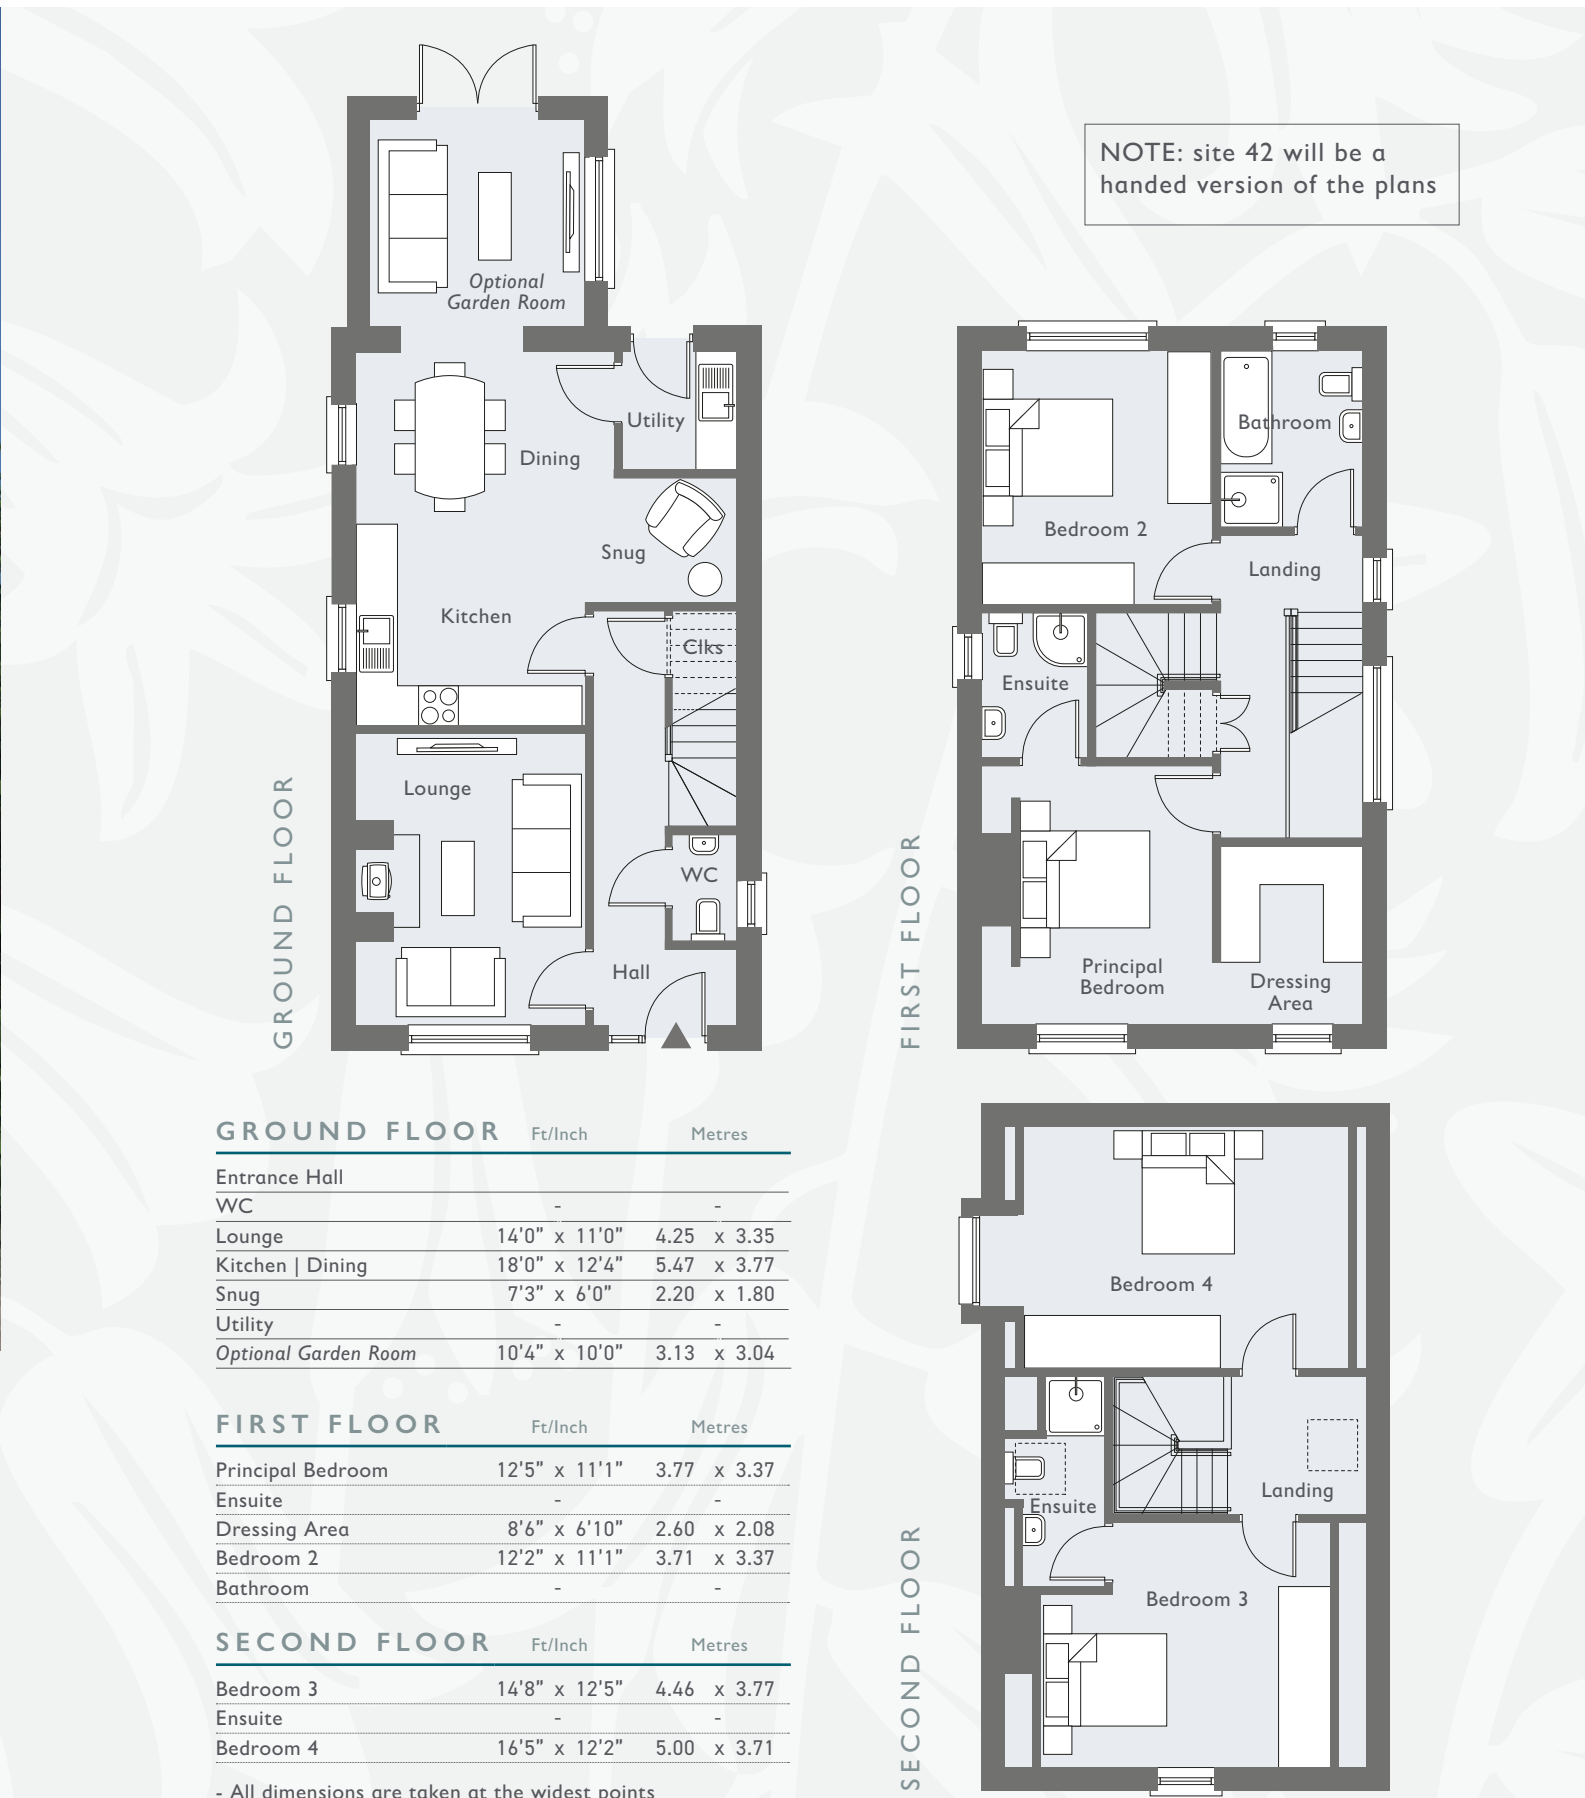 NOTE: site 42 will be a
handed version of the plans
Optional
Garden Room
Utility
Dining
Snug
Kitchen
Clks
Lounge
WC
Hall
GROUND FLOOR
Bathroom
Bedroom 2
Landing
Ensuite
Principal
Bedroom
Dressing
Area
FIRST FLOOR
GROUND FLOOR Ft/Inch Metres
Entrance Hall
WC - -
Lounge 14'0” x 11'0” 4.25 x 3.35
Kitchen | Dining 18'0” x 12'4” 5.47 x 3.77
Snug 7'3” x 6'0” 2.20 x 1.80
Utility - -
Optional Garden Room 10'4” x 10'0” 3.13 x 3.04
FIRST FLOOR Ft/Inch Metres
Principal Bedroom 12'5” x 11'1” 3.77 x 3.37
Ensuite - -
Dressing Area 8'6” x 6'10” 2.60 x 2.08
Bedroom 2 12'2” x 11'1” 3.71 x 3.37
Bathroom - -
SECOND FLOOR Ft/Inch Metres
Bedroom 3 14'8” x 12'5” 4.46 x 3.77
Ensuite - -
Bedroom 4 16'5” x 12'2” 5.00 x 3.71
- All dimensions are taken at the widest points
Bedroom 4
Landing
Ensuite
Bedroom 3
SECOND FLOOR